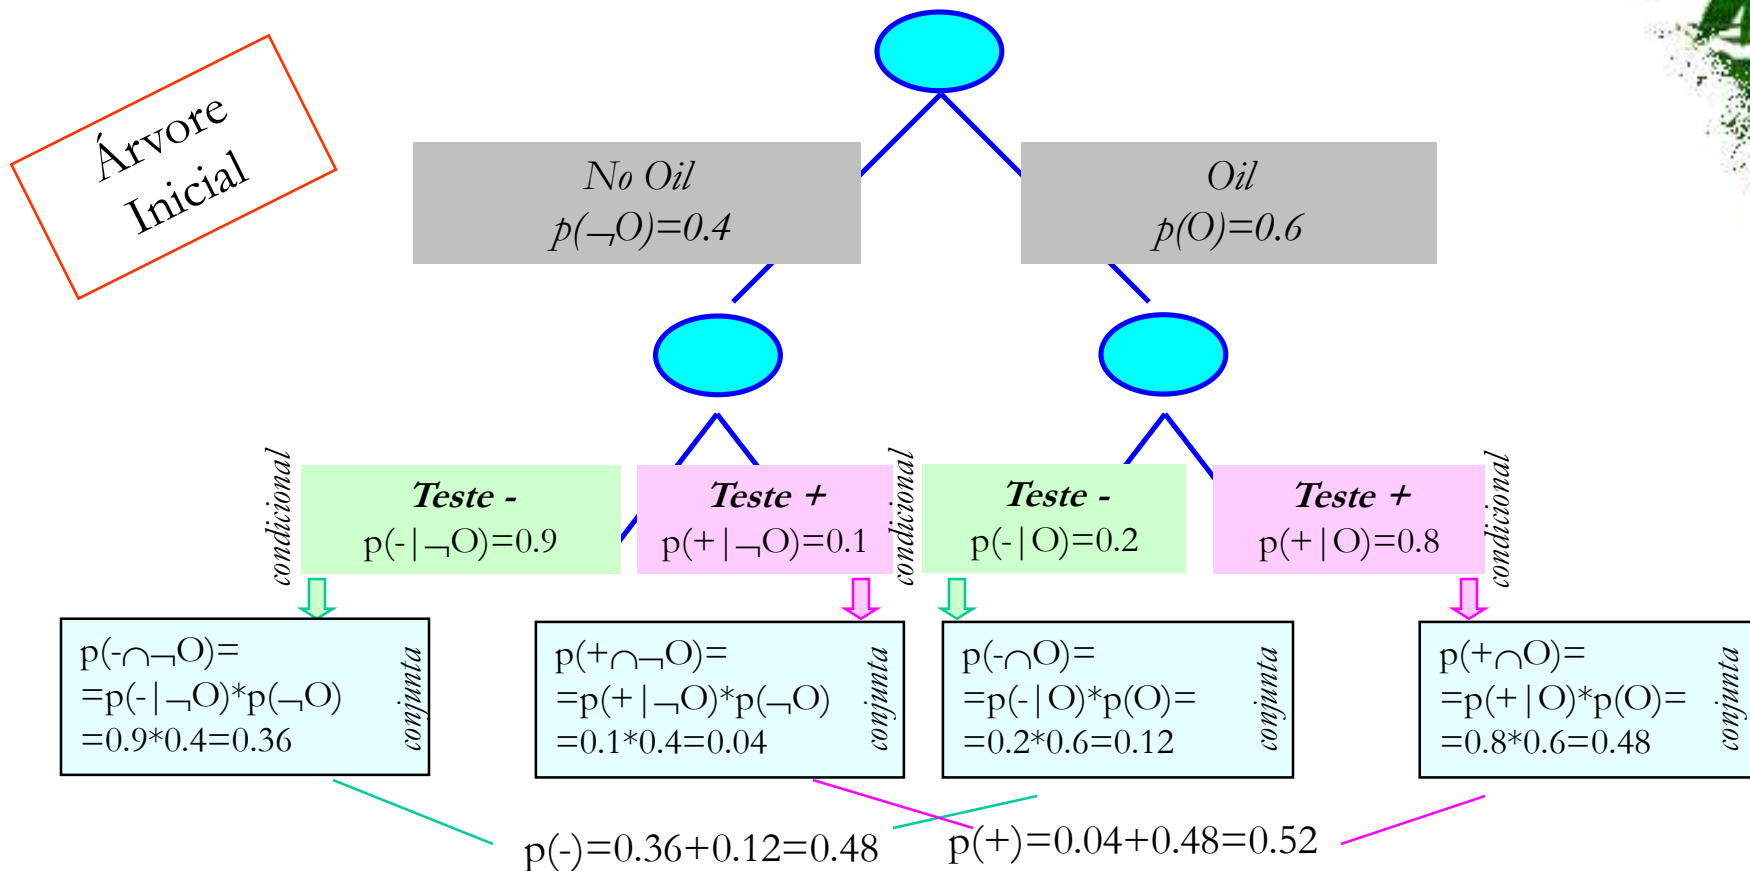 Árvore
Inicial
No Oil
p(¬O)=0.4
Oil
p(O)=0.6
condicional
Teste -
p(-|¬O)=0.9
Teste +
p(+|¬O)=0.1
condicional
Teste -
p(-|O)=0.2
Teste +
p(+|O)=0.8
condicional
p(-∩¬O)=
=p(-|¬O)*p(¬O)
=0.9*0.4=0.36
conjunta
p(+∩¬O)=
=p(+|¬O)*p(¬O)
=0.1*0.4=0.04
conjunta
p(-∩O)=
=p(-|O)*p(O)=
=0.2*0.6=0.12
conjunta
p(+∩O)=
=p(+|O)*p(O)=
=0.8*0.6=0.48
conjunta
p(-)=0.36+0.12=0.48
p(+)=0.04+0.48=0.52